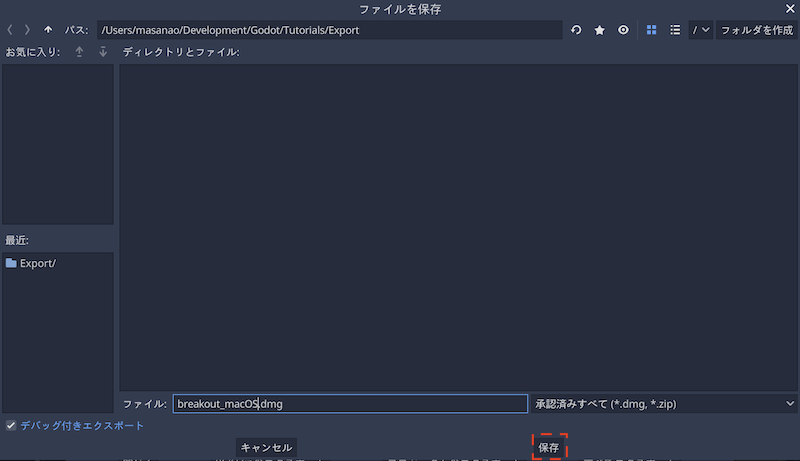 ファイルを保存
パス: /Users/masanao/Development/Godot/Tutorials/Export / フォルダを作成
お気に入り: ディレクトリとファイル:
最近:
Export/
ファイル: breakout_macOS.dmg 承認済みすべて (*.dmg, *.zip)
デバッグ付きエクスポート
キャンセル 保存